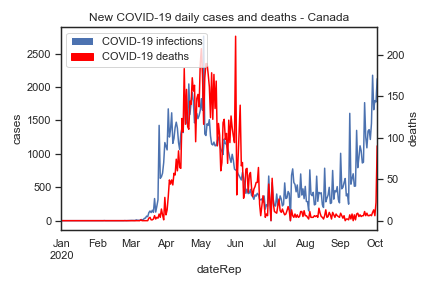 New COVID-19 daily cases and deaths - Canada
COVID-19 infections
COVID-19 deaths
cases
2500
2000
1500
1000
500
0
deaths
200
150
100
50
0
Jan Feb Mar Apr May Jun Jul Aug Sep Oct
2020
dateRep